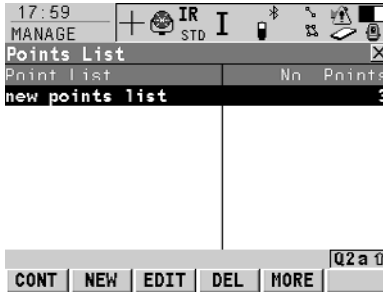 17:59
MANAGE
IR
STD
I
Points List
Point List No Points
new points list 3
Q2a
CONT NEW EDIT DEL MORE